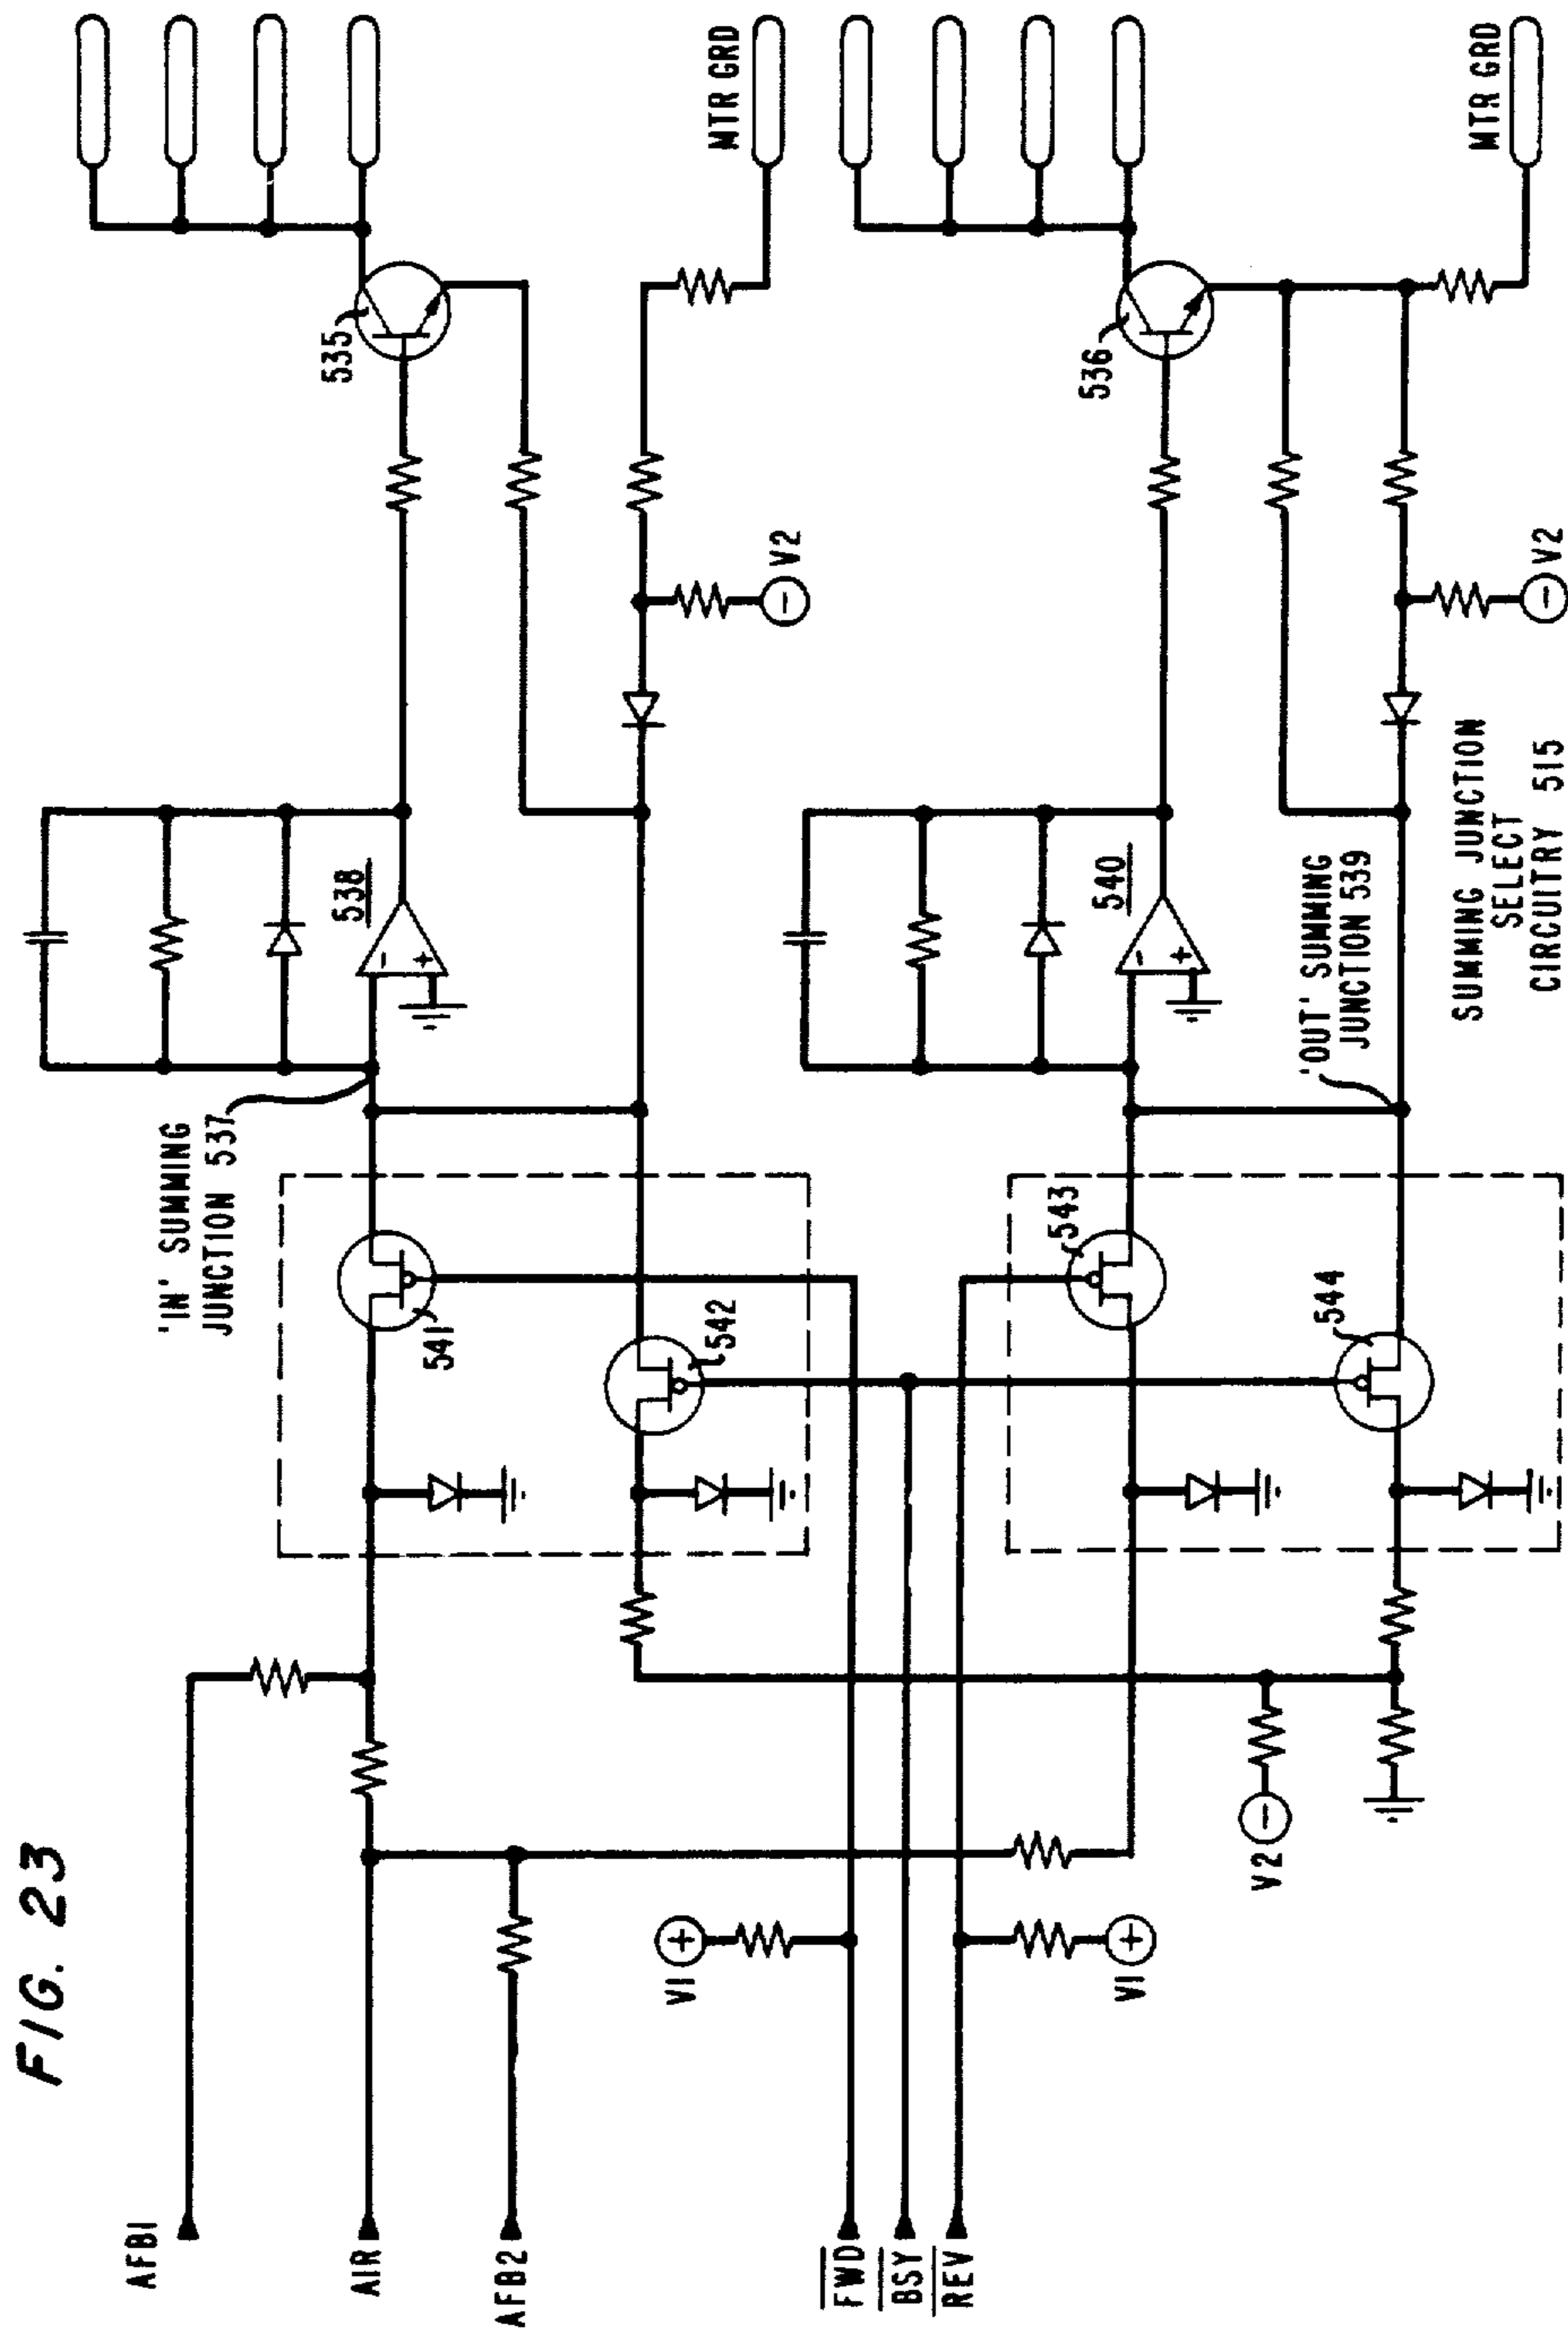 FIG. 23
AFB1
AIR
AFB2
FWD
BSY
REV
V1
V1
V2
'IN' SUMMING
JUNCTION 537
541
542
543
544
538
540
'OUT' SUMMING
JUNCTION 539
SUMMING JUNCTION
SELECT
CIRCUITRY 515
V2
V2
535
536
MTR GRD
MTR GRD
-
+
-
+
+
+
-
-
-